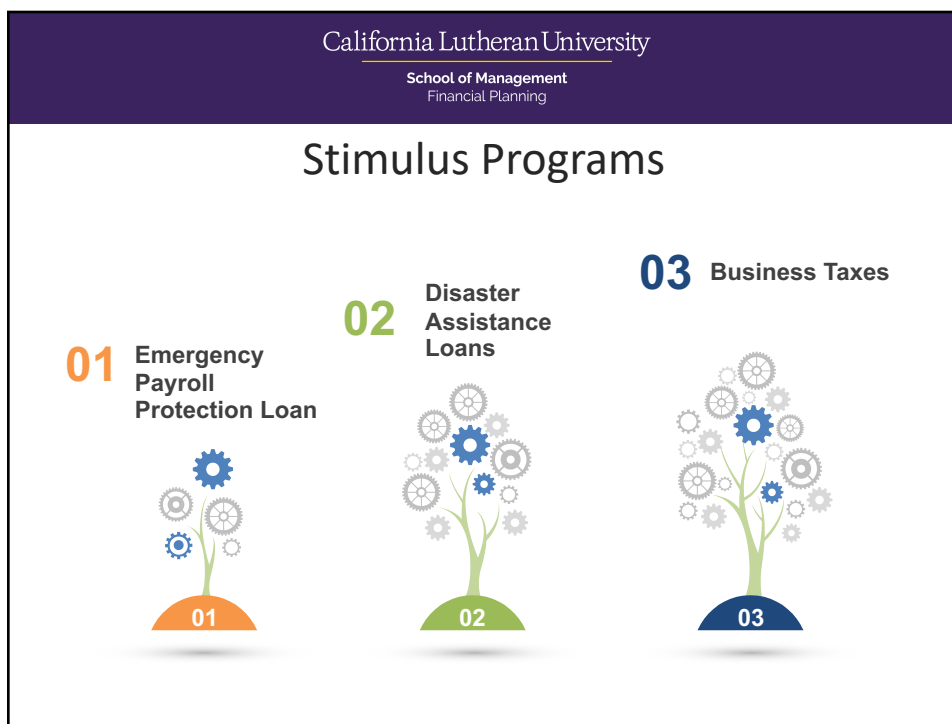 California Lutheran University
School of Management
Financial Planning
Stimulus Programs
01
Emergency
Payroll
Protection Loan
02
Disaster
Assistance
Loans
03
Business Taxes
01
02
03